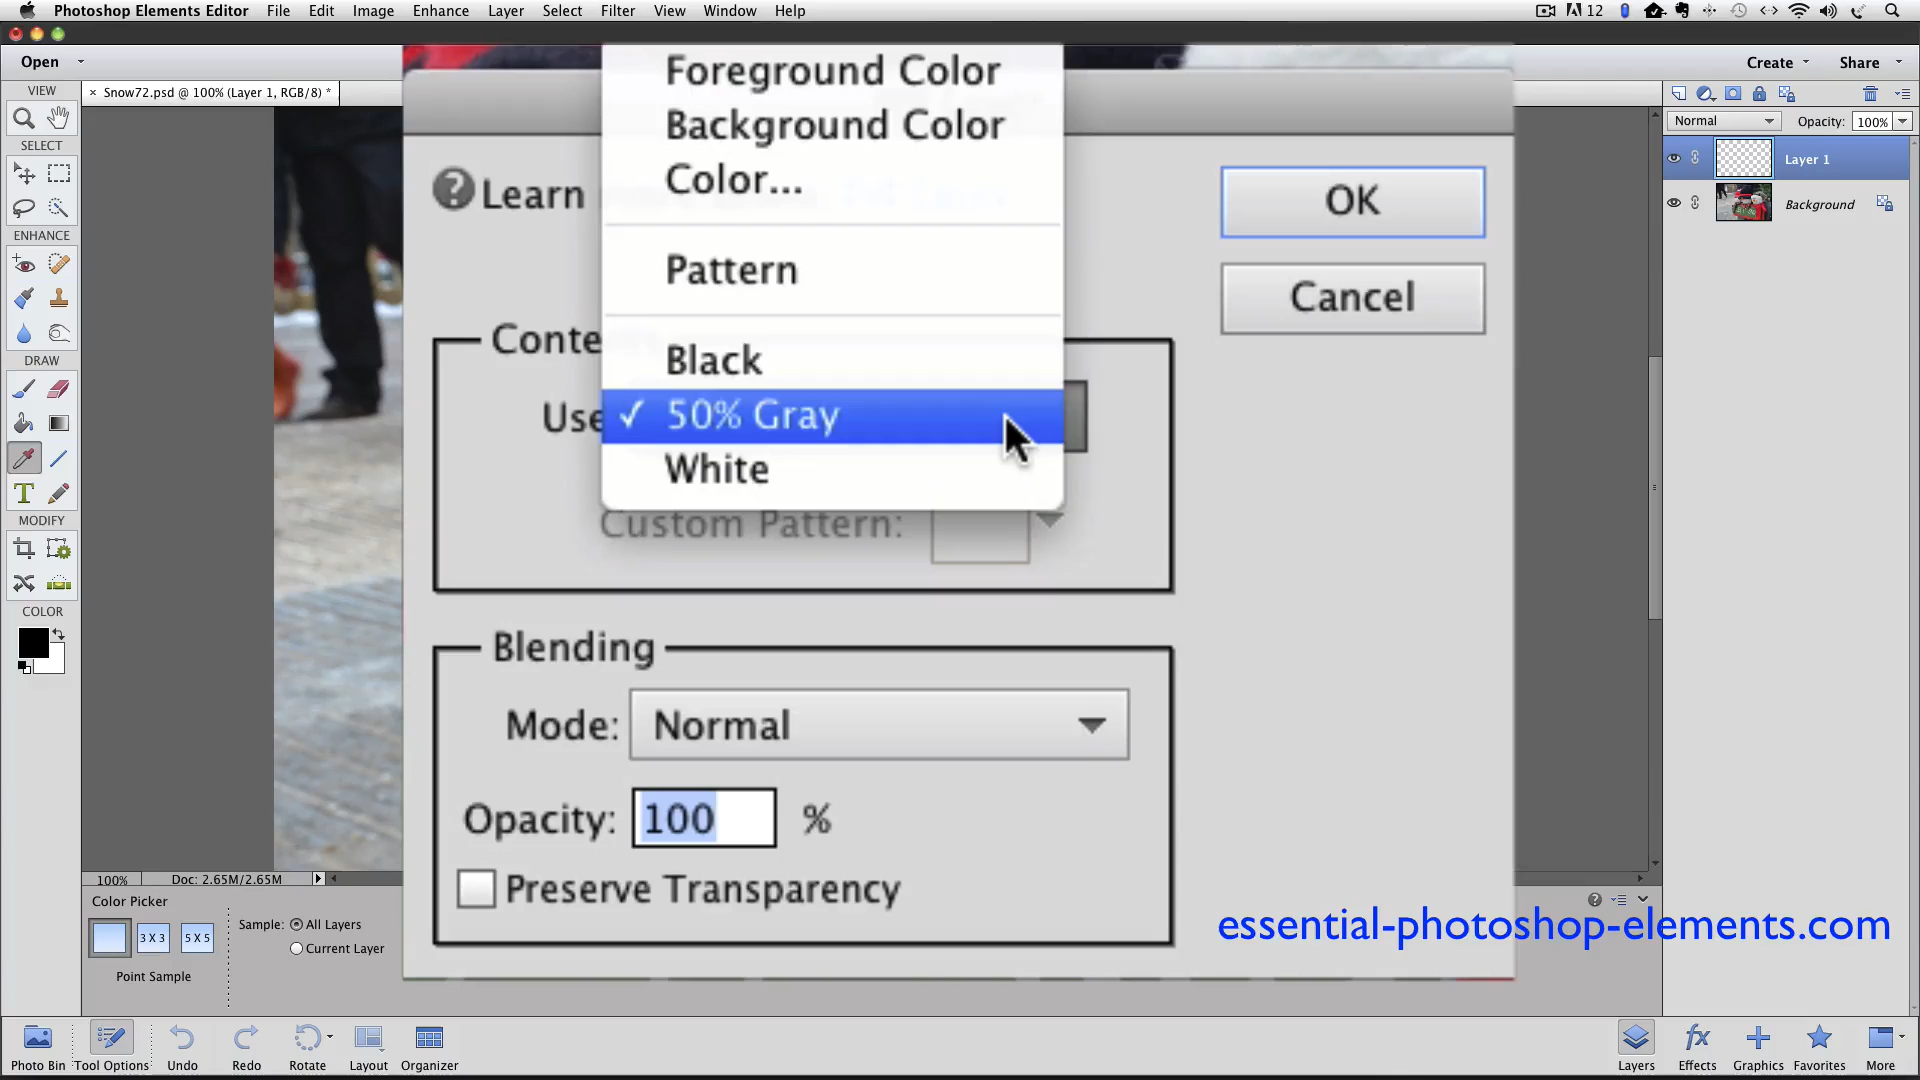 Photoshop Elements Editor File Edit Image Enhance Layer Select Filter View Window Help 12
Open Create Share
VIEW
× Snow72.psd @ 100% (Layer 1, RGB/8) *
Normal Opacity: 100%
Layer 1
Background
SELECT
ENHANCE
DRAW
MODIFY
COLOR
Foreground Color
Background Color
Color...
Pattern
Black
✓ 50% Gray
White
Learn
OK
Cancel
Conte
Use
Custom Pattern:
Blending
Mode: Normal
Opacity: 100 %
Preserve Transparency
100% Doc: 2.65M/2.65M
Color Picker
3 X 3 5 X 5
Point Sample
Sample: All Layers
Current Layer
essential-photoshop-elements.com
Photo Bin Tool Options Undo Redo Rotate Layout Organizer
Layers Effects Graphics Favorites More